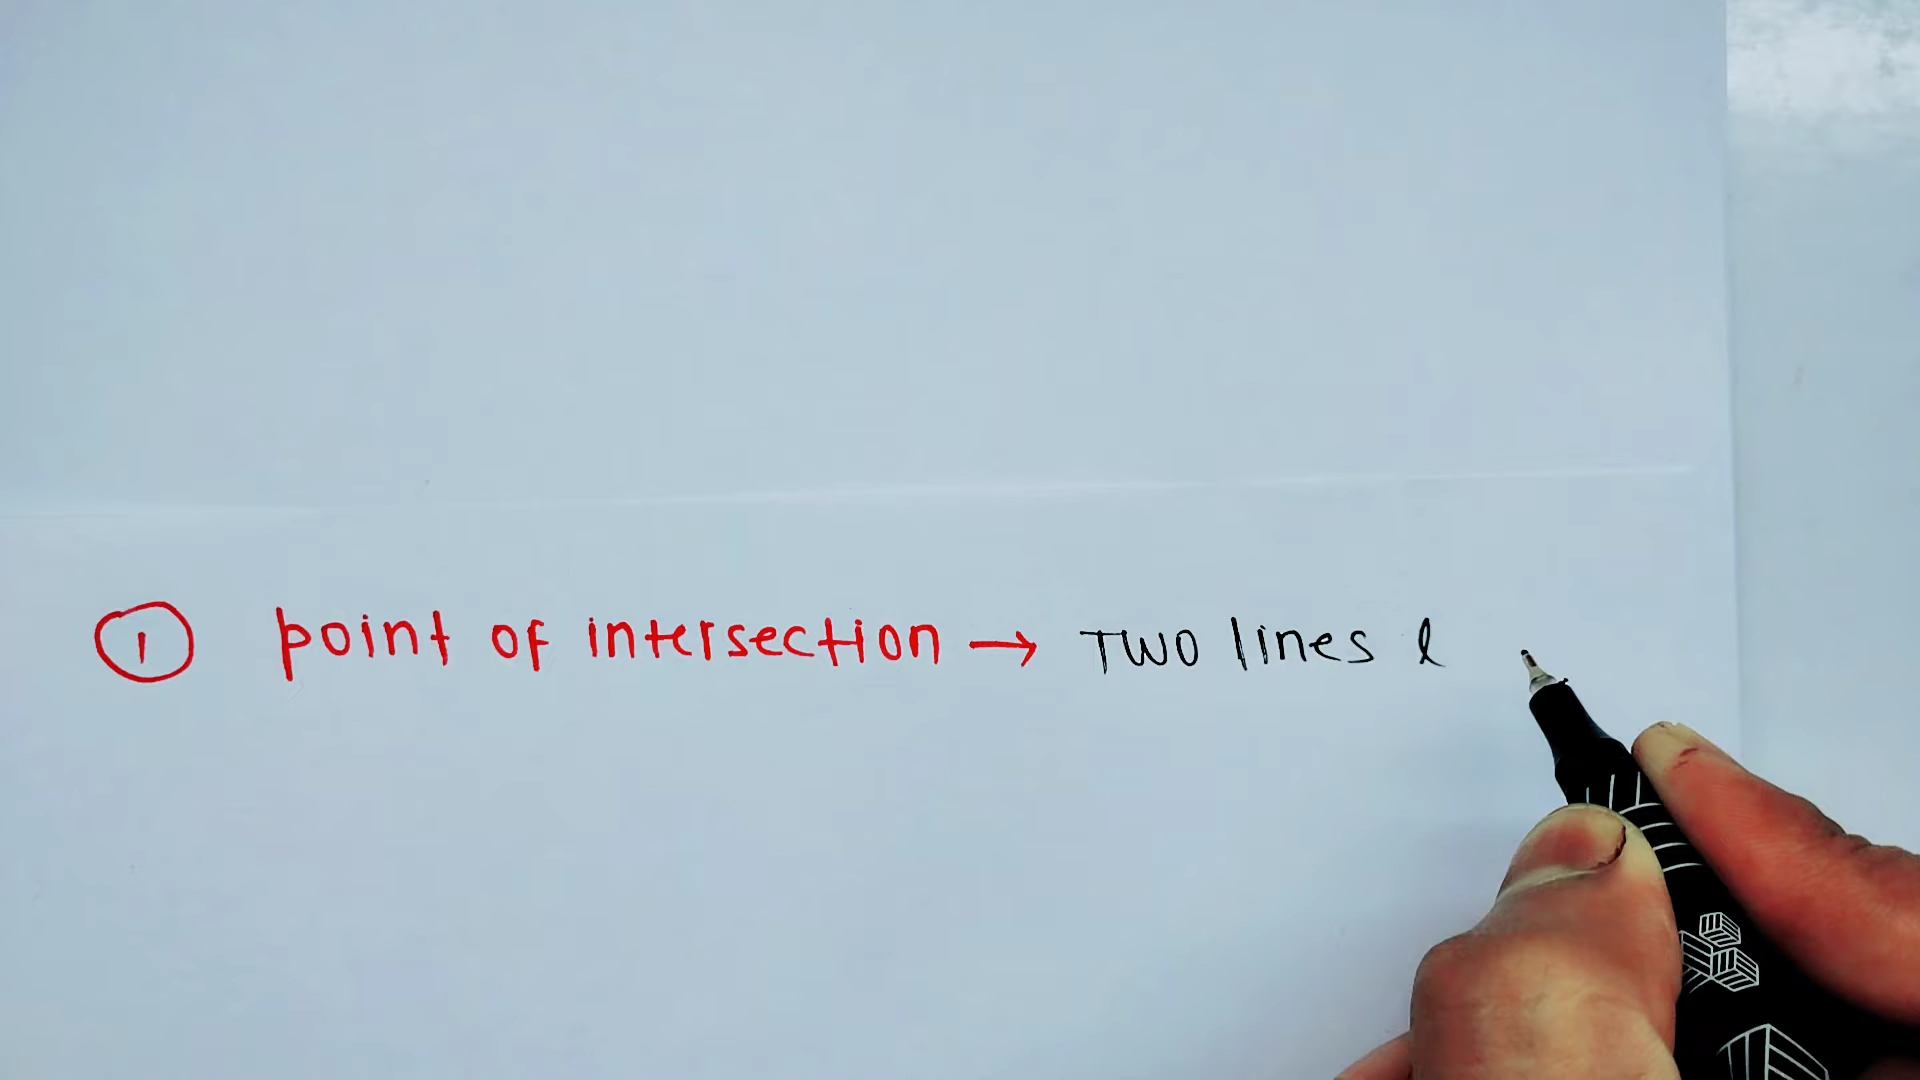 ① point of intersection → Two lines l